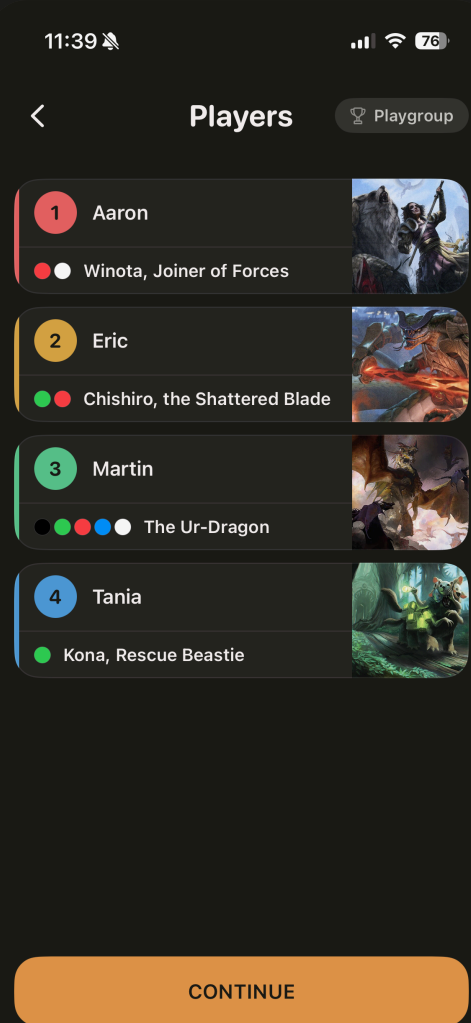 11:39
76
Players
Playgroup
1
Aaron
Winota, Joiner of Forces
2
Eric
Chishiro, the Shattered Blade
3
Martin
The Ur-Dragon
4
Tania
Kona, Rescue Beastie
CONTINUE